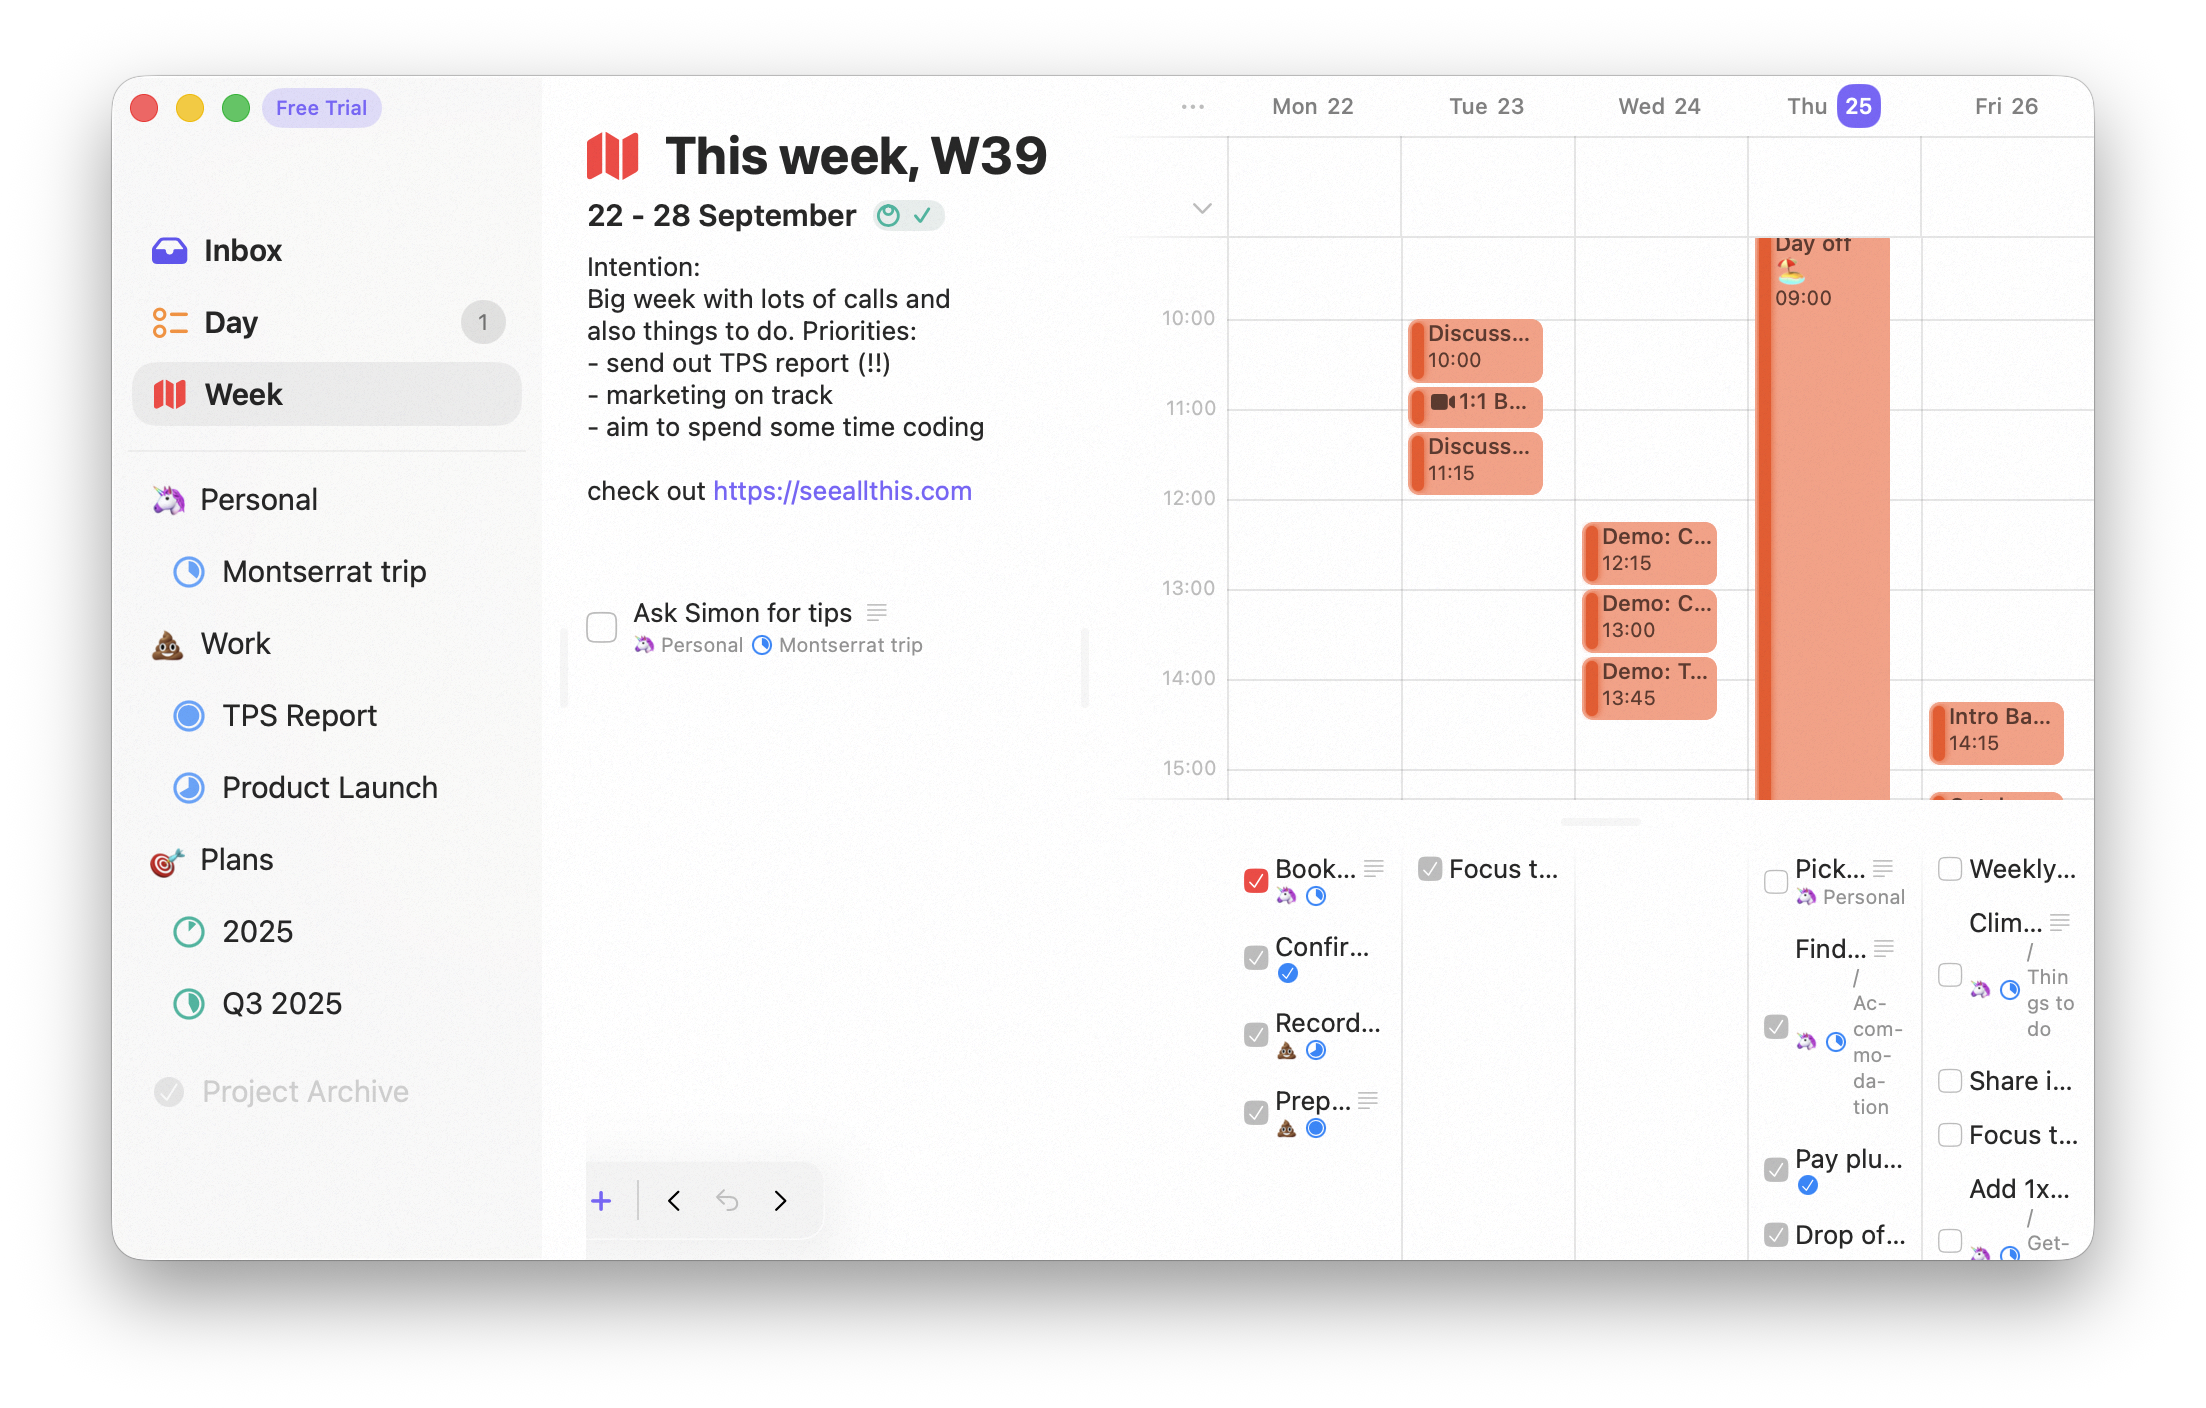 Free Trial
Inbox
Day
1
Week
Personal
Montserrat trip
Work
TPS Report
Product Launch
Plans
2025
Q3 2025
Project Archive
This week, W39
22 - 28 September
Intention:
Big week with lots of calls and
also things to do. Priorities:
- send out TPS report (!!)
- marketing on track
- aim to spend some time coding
check out https://seeallthis.com
Ask Simon for tips
Personal Montserrat trip
Mon 22 Tue 23 Wed 24 Thu 25 Fri 26
10:00
11:00
12:00
13:00
14:00
15:00
Discuss...
10:00
1:1 B...
Discuss...
11:15
Demo: C...
12:15
Demo: C...
13:00
Demo: T...
13:45
Day off
09:00
Intro Ba...
14:15
Book...
Confir...
Record...
Prep...
Focus t...
Pick...
Personal
Find...
/
Ac-
com-
mo-
da-
tion
Pay plu...
Drop of...
Weekly...
Clim...
/
Thin
gs to
do
Share i...
Focus t...
Add 1x...
/
Get-